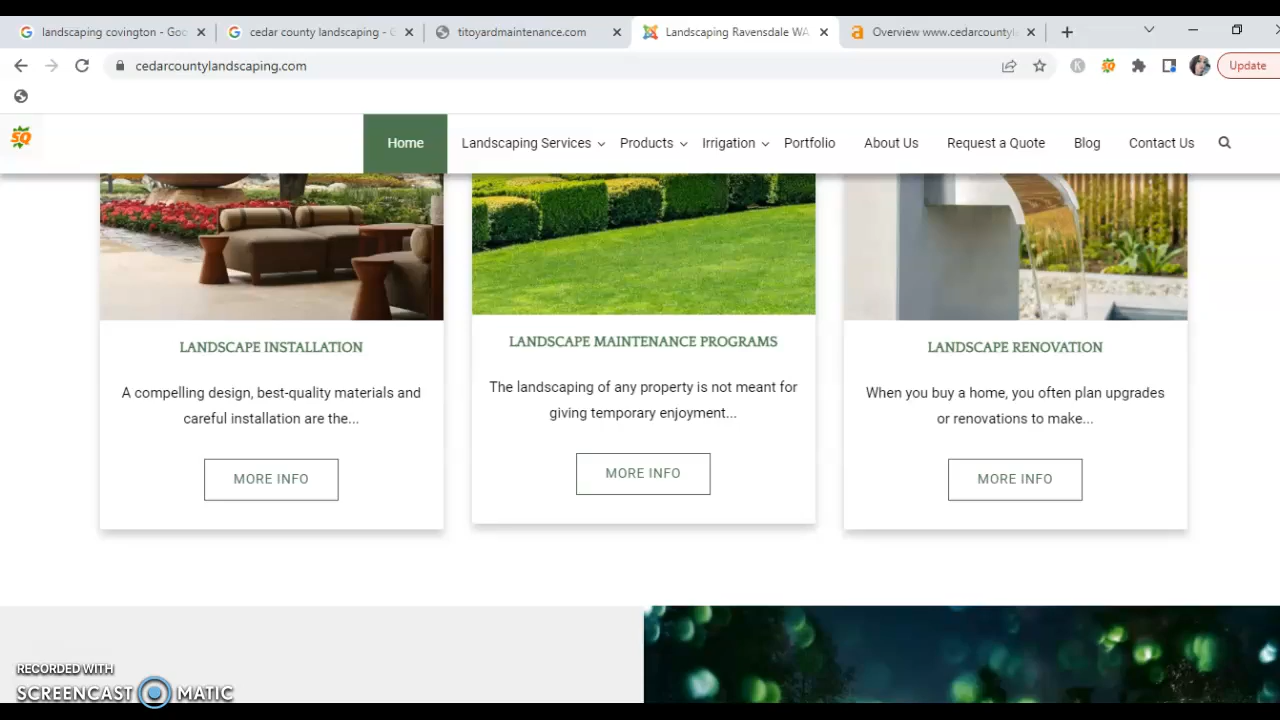 landscaping covington - Goo
cedar county landscaping - G
titoyardmaintenance.com
Landscaping Ravensdale WA
Overview www.cedarcountyl
cedarcountylandscaping.com
Update
Home
Landscaping Services
Products
Irrigation
Portfolio
About Us
Request a Quote
Blog
Contact Us
LANDSCAPE INSTALLATION
A compelling design, best-quality materials and
careful installation are the...
MORE INFO
LANDSCAPE MAINTENANCE PROGRAMS
The landscaping of any property is not meant for
giving temporary enjoyment...
MORE INFO
LANDSCAPE RENOVATION
When you buy a home, you often plan upgrades
or renovations to make...
MORE INFO
RECORDED WITH
SCREENCAST MATIC